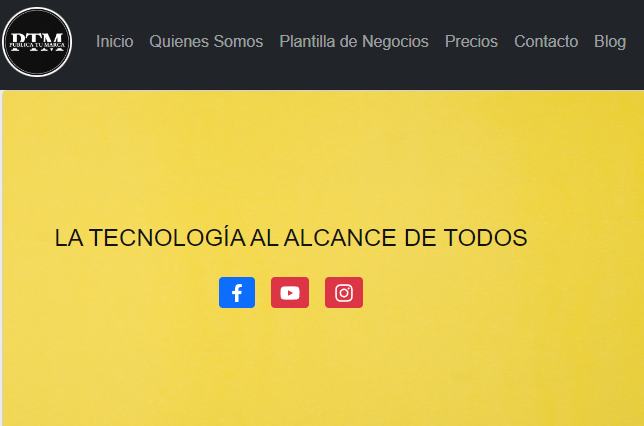 PTM
PUBLICA TU MARCA
Inicio Quienes Somos Plantilla de Negocios Precios Contacto Blog
LA TECNOLOGÍA AL ALCANCE DE TODOS